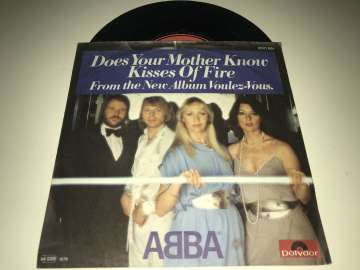 Does Your Mother Know
Kisses Of Fire
From the New Album Voulez-Vous.
ABBA
Polydor